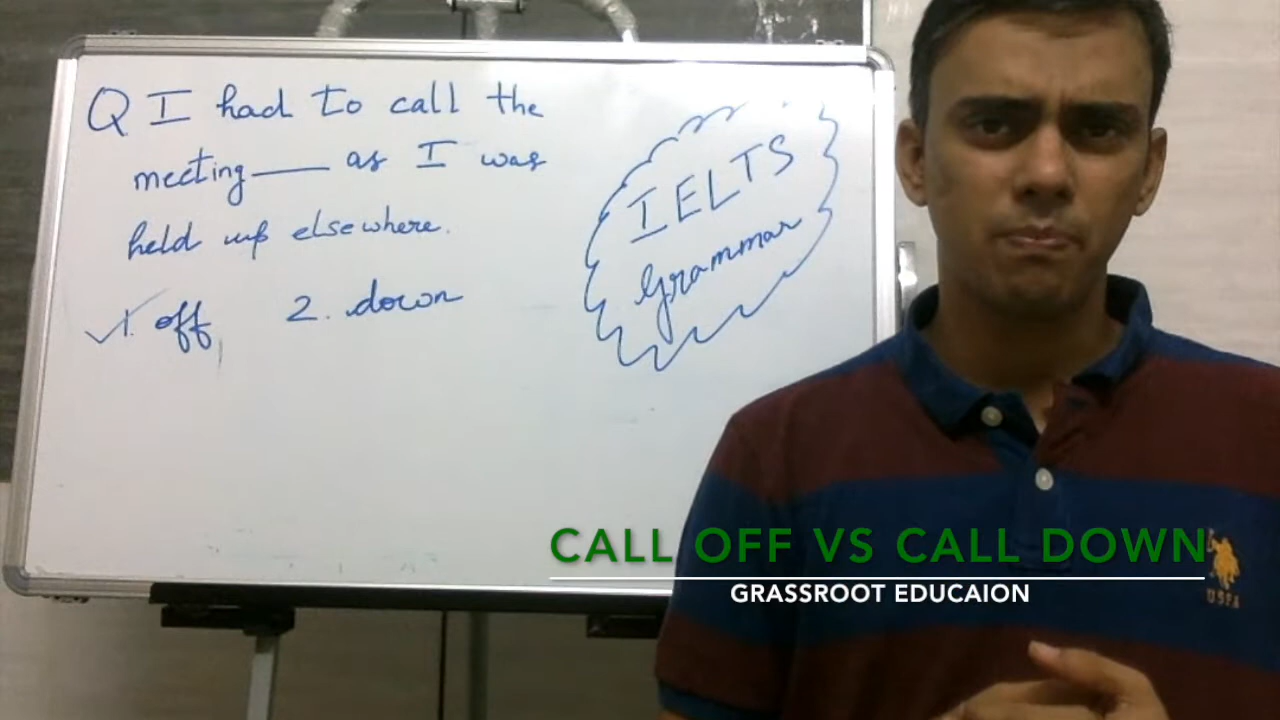 Q I had to call the
meeting ___ as I was
held up elsewhere.
1. off, 2. down
IELTS
Grammar
CALL OFF VS CALL DOWN
GRASSROOT EDUCAION
USPA